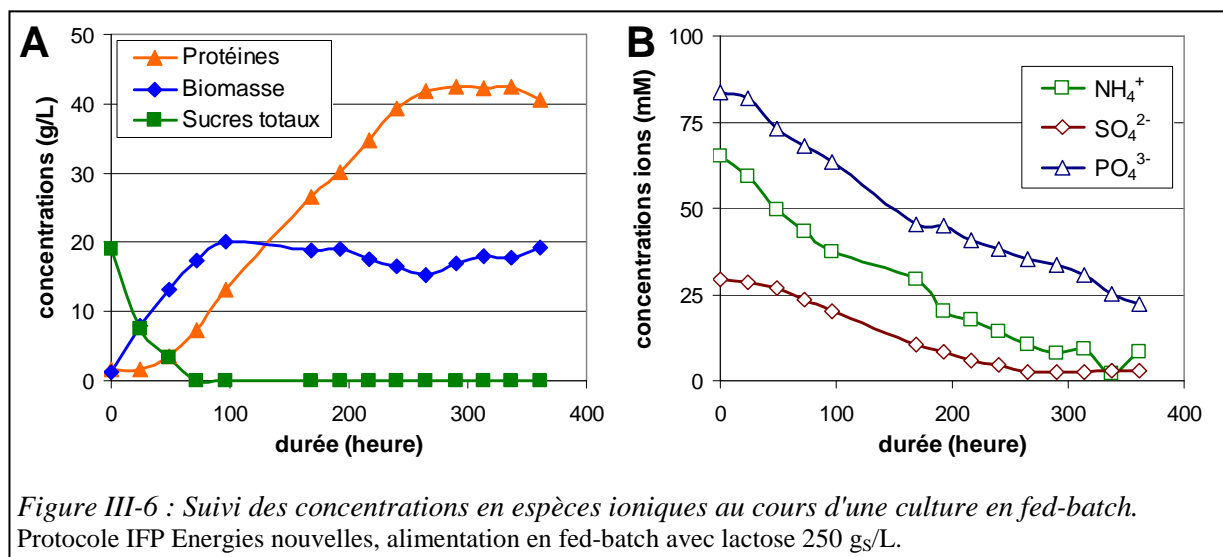 A
50
40
30
20
10
0
concentrations (g/L)
Protéines
Biomasse
Sucres totaux
0 100 200 300 400
durée (heure)
B
100
75
50
25
0
concentrations ions (mM)
NH₄⁺
SO₄²⁻
PO₄³⁻
0 100 200 300 400
durée (heure)
Figure III-6 : Suivi des concentrations en espèces ioniques au cours d'une culture en fed-batch.
Protocole IFP Energies nouvelles, alimentation en fed-batch avec lactose 250 gₛ/L.